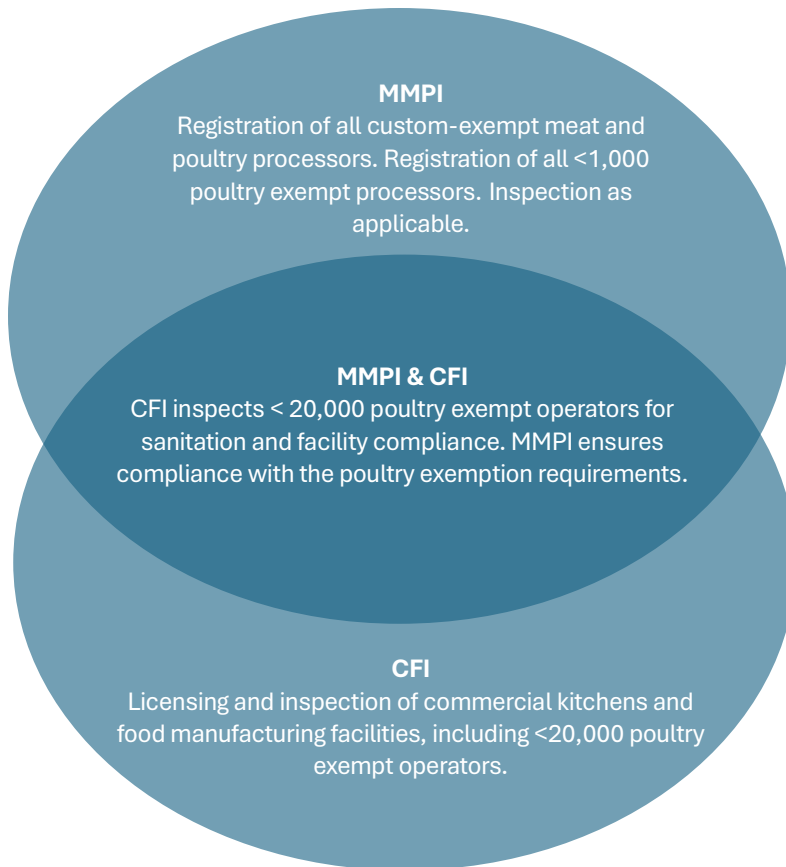 MMPI
Registration of all custom-exempt meat and
poultry processors. Registration of all <1,000
poultry exempt processors. Inspection as
applicable.
MMPI & CFI
CFI inspects < 20,000 poultry exempt operators for
sanitation and facility compliance. MMPI ensures
compliance with the poultry exemption requirements.
CFI
Licensing and inspection of commercial kitchens and
food manufacturing facilities, including <20,000 poultry
exempt operators.